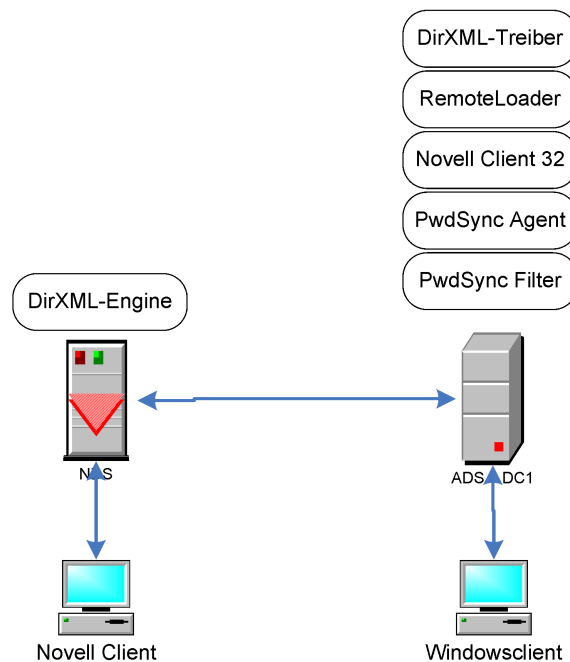 DirXML-Treiber
RemoteLoader
Novell Client 32
PwdSync Agent
PwdSync Filter
DirXML-Engine
ADS DC1
Novell Client
Windowsclient